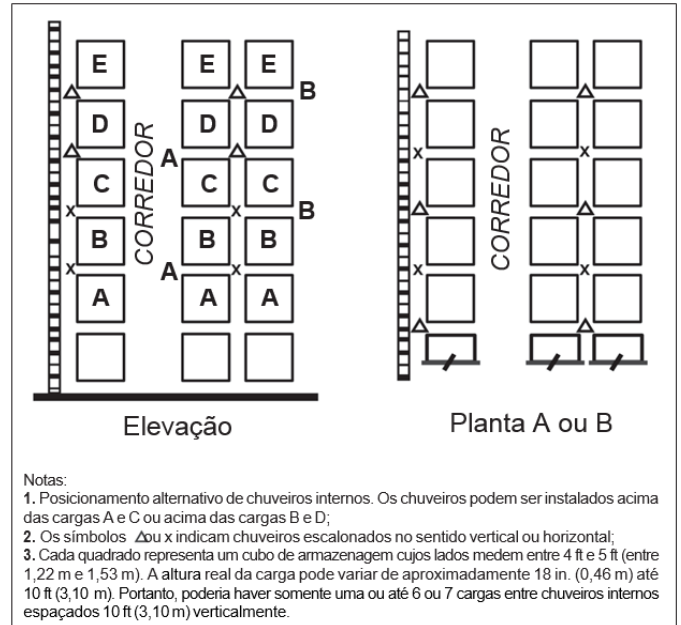 E E E
B
D D D
A
C C C
B
CORREDOR
x x
B B B
A
x x
A A A
Elevação
x x
CORREDOR
x x
Planta A ou B
Notas:
1. Posicionamento alternativo de chuveiros internos. Os chuveiros podem ser instalados acima
das cargas A e C ou acima das cargas B e D;
2. Os símbolos △ou x indicam chuveiros escalonados no sentido vertical ou horizontal;
3. Cada quadrado representa um cubo de armazenagem cujos lados medem entre 4 ft e 5 ft (entre
1,22 m e 1,53 m). A altura real da carga pode variar de aproximadamente 18 in. (0,46 m) até
10 ft (3,10 m). Portanto, poderia haver somente uma ou até 6 ou 7 cargas entre chuveiros internos
espaçados 10 ft (3,10 m) verticalmente.